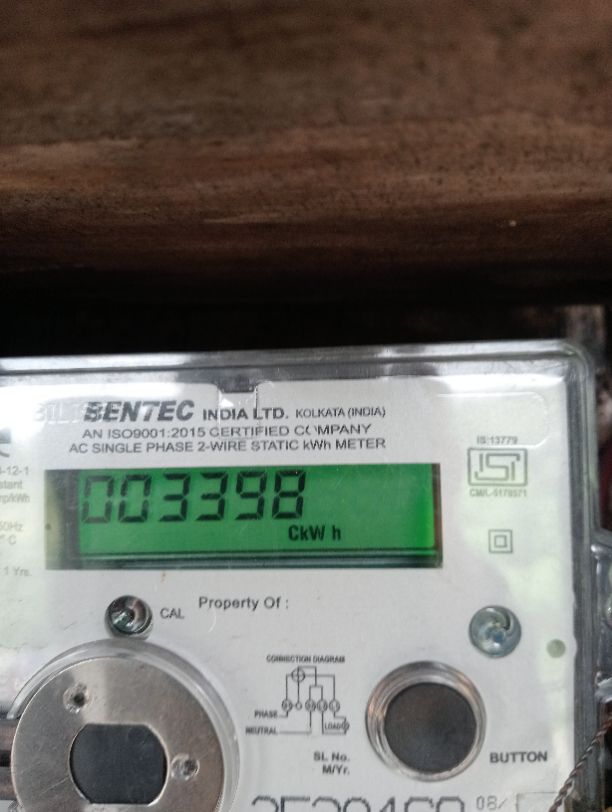 BENTEC INDIA LTD. KOLKATA (INDIA)
AN ISO9001:2015 CERTIFIED COMPANY
AC SINGLE PHASE 2-WIRE STATIC kWh METER
IS:13779
003398
CkW h
Property Of :
CAL
CONNECTION DIAGRAM
PHASE
NEUTRAL
LOAD
SL No.
M/Yr.
BUTTON
08/